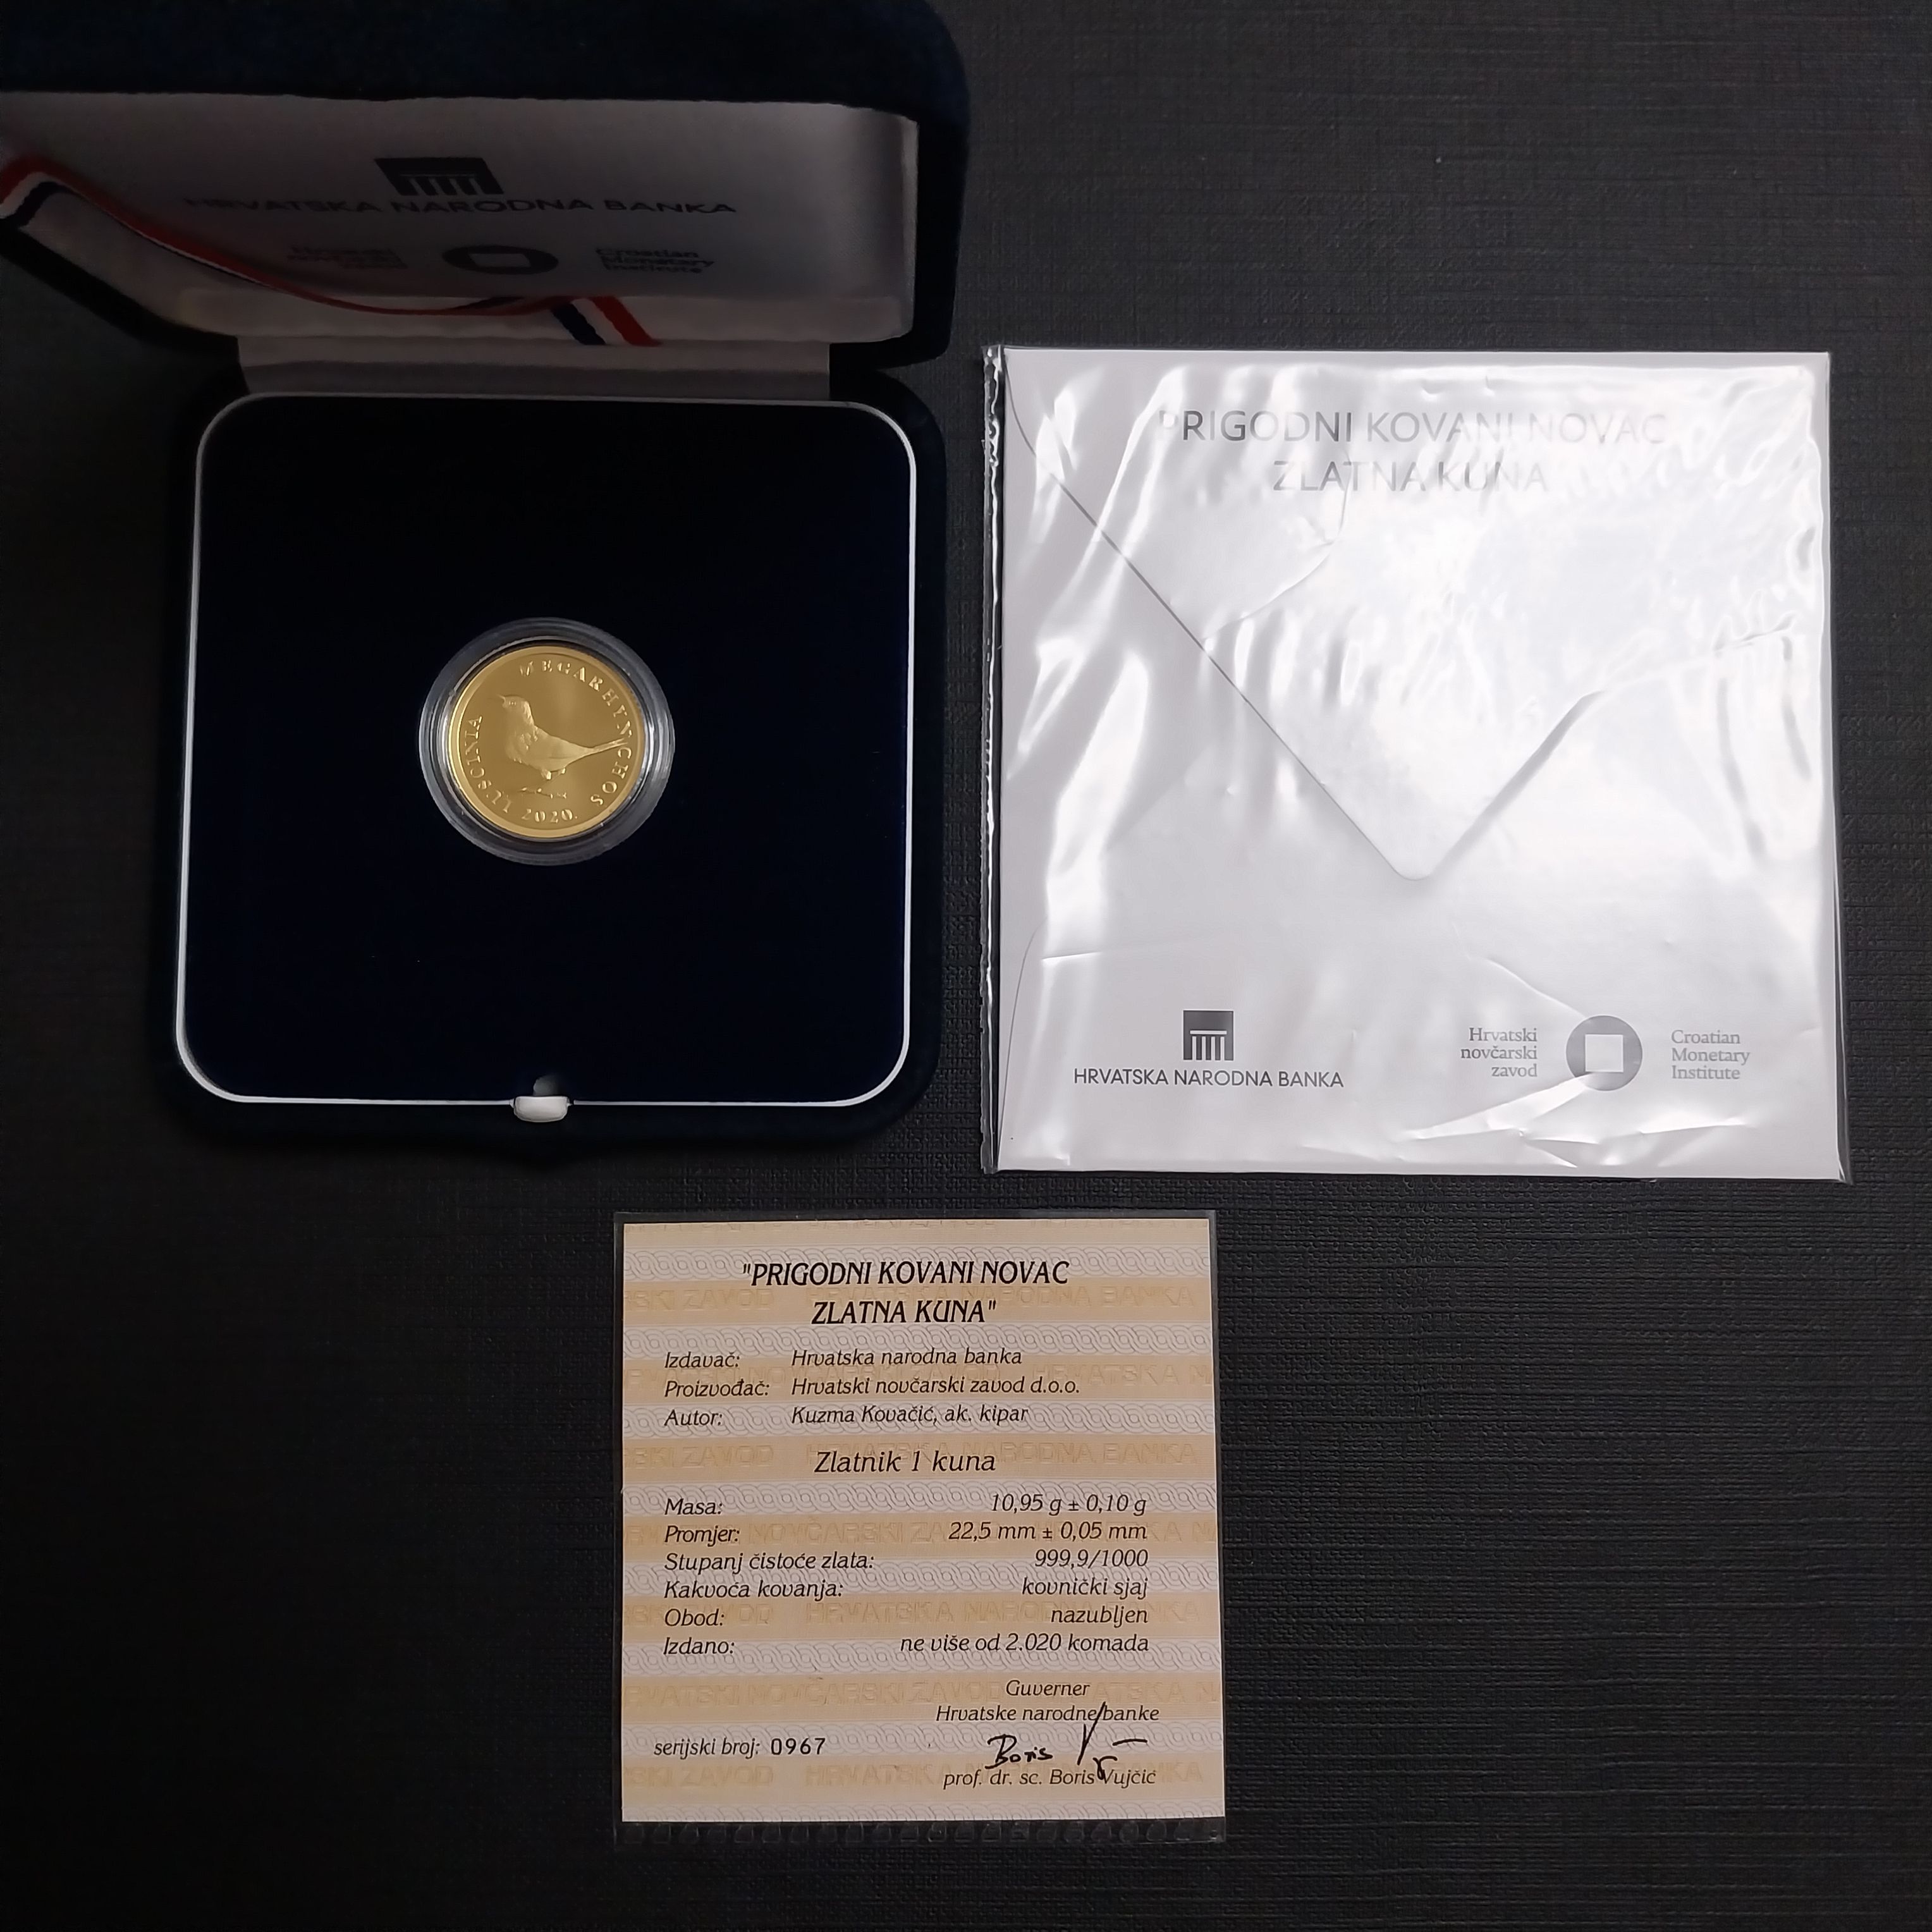 HRVATSKA NARODNA BANKA
Hrvatski
novčarski
zavod
Croatian
Monetary
Institute
MEGARHYNCHOS
LUSCINIA
2020.
PRIGODNI KOVANI NOVAC
ZLATNA KUNA
HRVATSKA NARODNA BANKA
Hrvatski
novčarski
zavod
Croatian
Monetary
Institute
"PRIGODNI KOVANI NOVAC
ZLATNA KUNA"
Izdavač: Hrvatska narodna banka
Proizvođač: Hrvatski novčarski zavod d.o.o.
Autor: Kuzma Kovačić, ak. kipar
Zlatnik 1 kuna
Masa: 10,95 g ± 0,10 g
Promjer: 22,5 mm ± 0,05 mm
Stupanj čistoće zlata: 999,9/1000
Kakvoća kovanja: kovnički sjaj
Obod: nazubljen
Izdano: ne više od 2.020 komada
Guverner
Hrvatske narodne banke
serijski broj: 0967
Boris
prof. dr. sc. Boris Vujčić